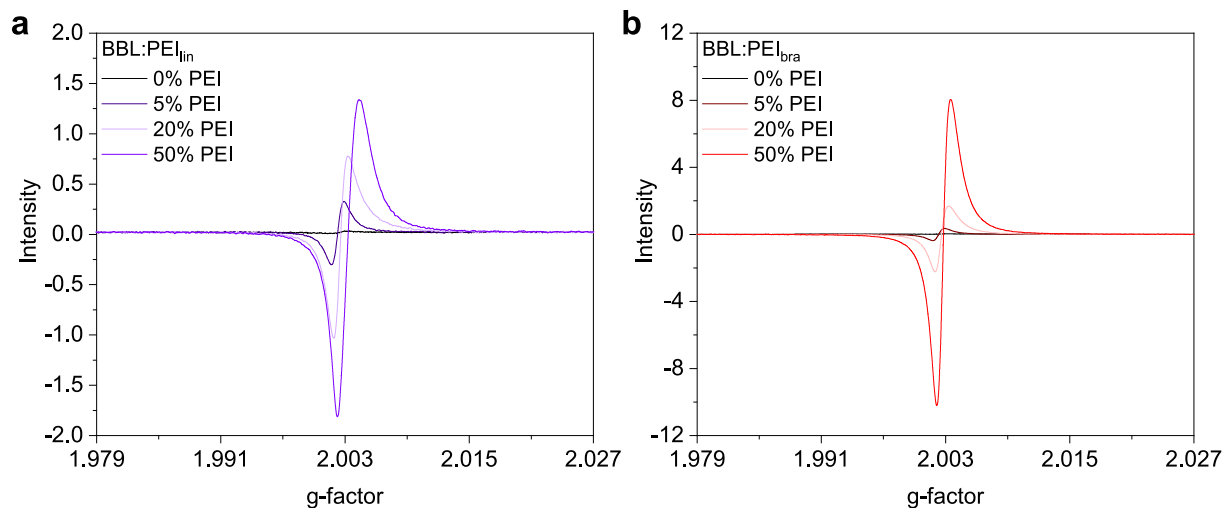 a
BBL:PEIlin
0% PEI
5% PEI
20% PEI
50% PEI
2.0
1.5
1.0
0.5
0.0
-0.5
-1.0
-1.5
-2.0
Intensity
1.979
1.991
2.003
2.015
2.027
g-factor
b
BBL:PEIbra
0% PEI
5% PEI
20% PEI
50% PEI
12
8
4
0
-4
-8
-12
Intensity
1.979
1.991
2.003
2.015
2.027
g-factor